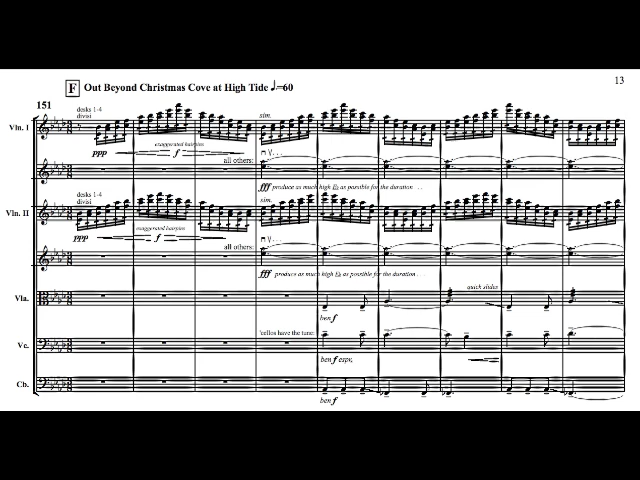 13
F Out Beyond Christmas Cove at High Tide ♩=60
151
desks 1-4
divisi
sim.
Vln. I
ppp
exaggerated hairpins
f
all others:
fff produce as much high E♭ as possible for the duration . .
desks 1-4
divisi
sim.
Vln. II
ppp
exaggerated hairpins
f
all others:
fff produce as much high E♭ as possible for the duration . . .
quick slides
Vla.
ben f
'cellos have the tune:
Vc.
ben f espr.
Cb.
ben f